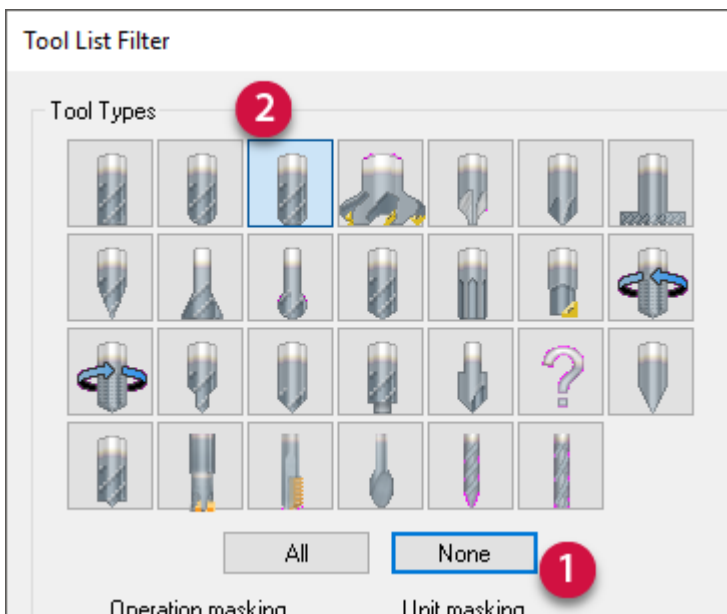 Tool List Filter
Tool Types
2
?
All
None
1
Operation masking
Unit masking